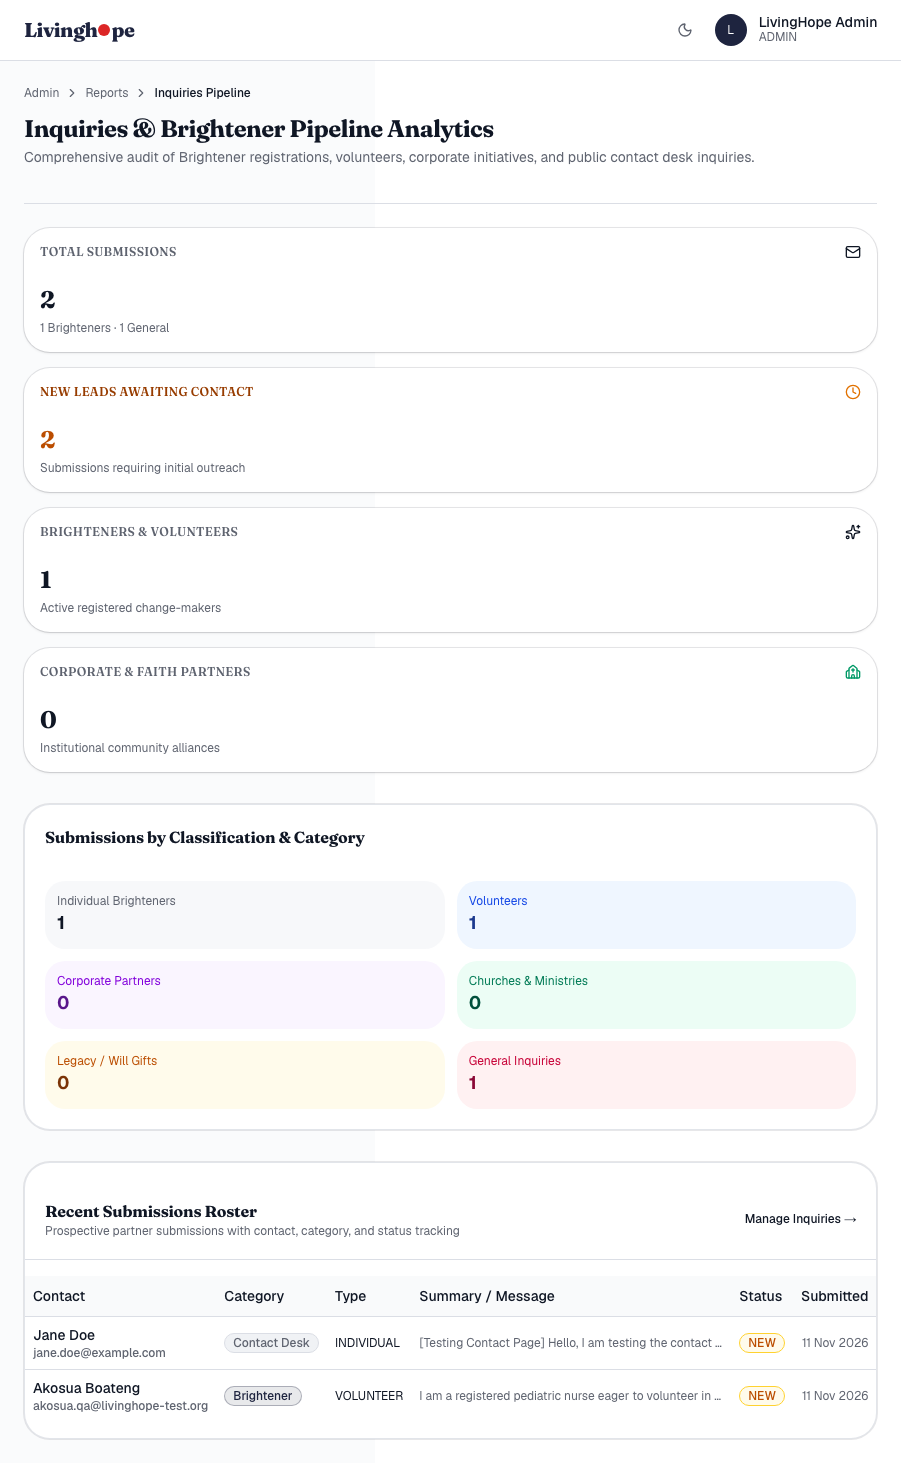 Livinghope
L
LivingHope Admin
ADMIN
Admin > Reports > Inquiries Pipeline
Inquiries & Brightener Pipeline Analytics
Comprehensive audit of Brightener registrations, volunteers, corporate initiatives, and public contact desk inquiries.
TOTAL SUBMISSIONS
2
1 Brighteners · 1 General
NEW LEADS AWAITING CONTACT
2
Submissions requiring initial outreach
BRIGHTENERS & VOLUNTEERS
1
Active registered change-makers
CORPORATE & FAITH PARTNERS
0
Institutional community alliances
Submissions by Classification & Category
Individual Brighteners
1
Volunteers
1
Corporate Partners
0
Churches & Ministries
0
Legacy / Will Gifts
0
General Inquiries
1
Recent Submissions Roster
Prospective partner submissions with contact, category, and status tracking
Manage Inquiries →
Contact Category Type Summary / Message Status Submitted
Jane Doe
jane.doe@example.com
Contact Desk INDIVIDUAL [Testing Contact Page] Hello, I am testing the contact ... NEW 11 Nov 2026
Akosua Boateng
akosua.qa@livinghope-test.org
Brightener VOLUNTEER I am a registered pediatric nurse eager to volunteer in ... NEW 11 Nov 2026